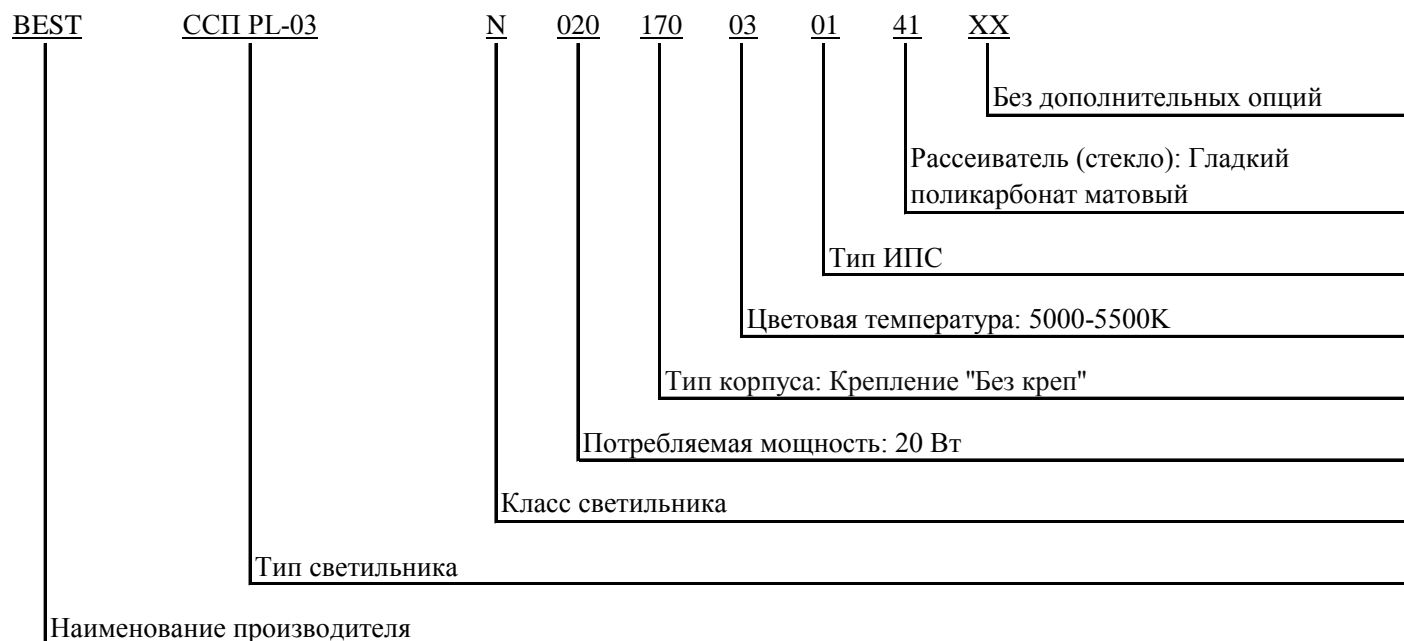 BEST ССП PL-03 N 020 170 03 01 41 XX
Без дополнительных опций
Рассеиватель (стекло): Гладкий
поликарбонат матовый
Тип ИПС
Цветовая температура: 5000-5500K
Тип корпуса: Крепление "Без креп"
Потребляемая мощность: 20 Вт
Класс светильника
Тип светильника
Наименование производителя